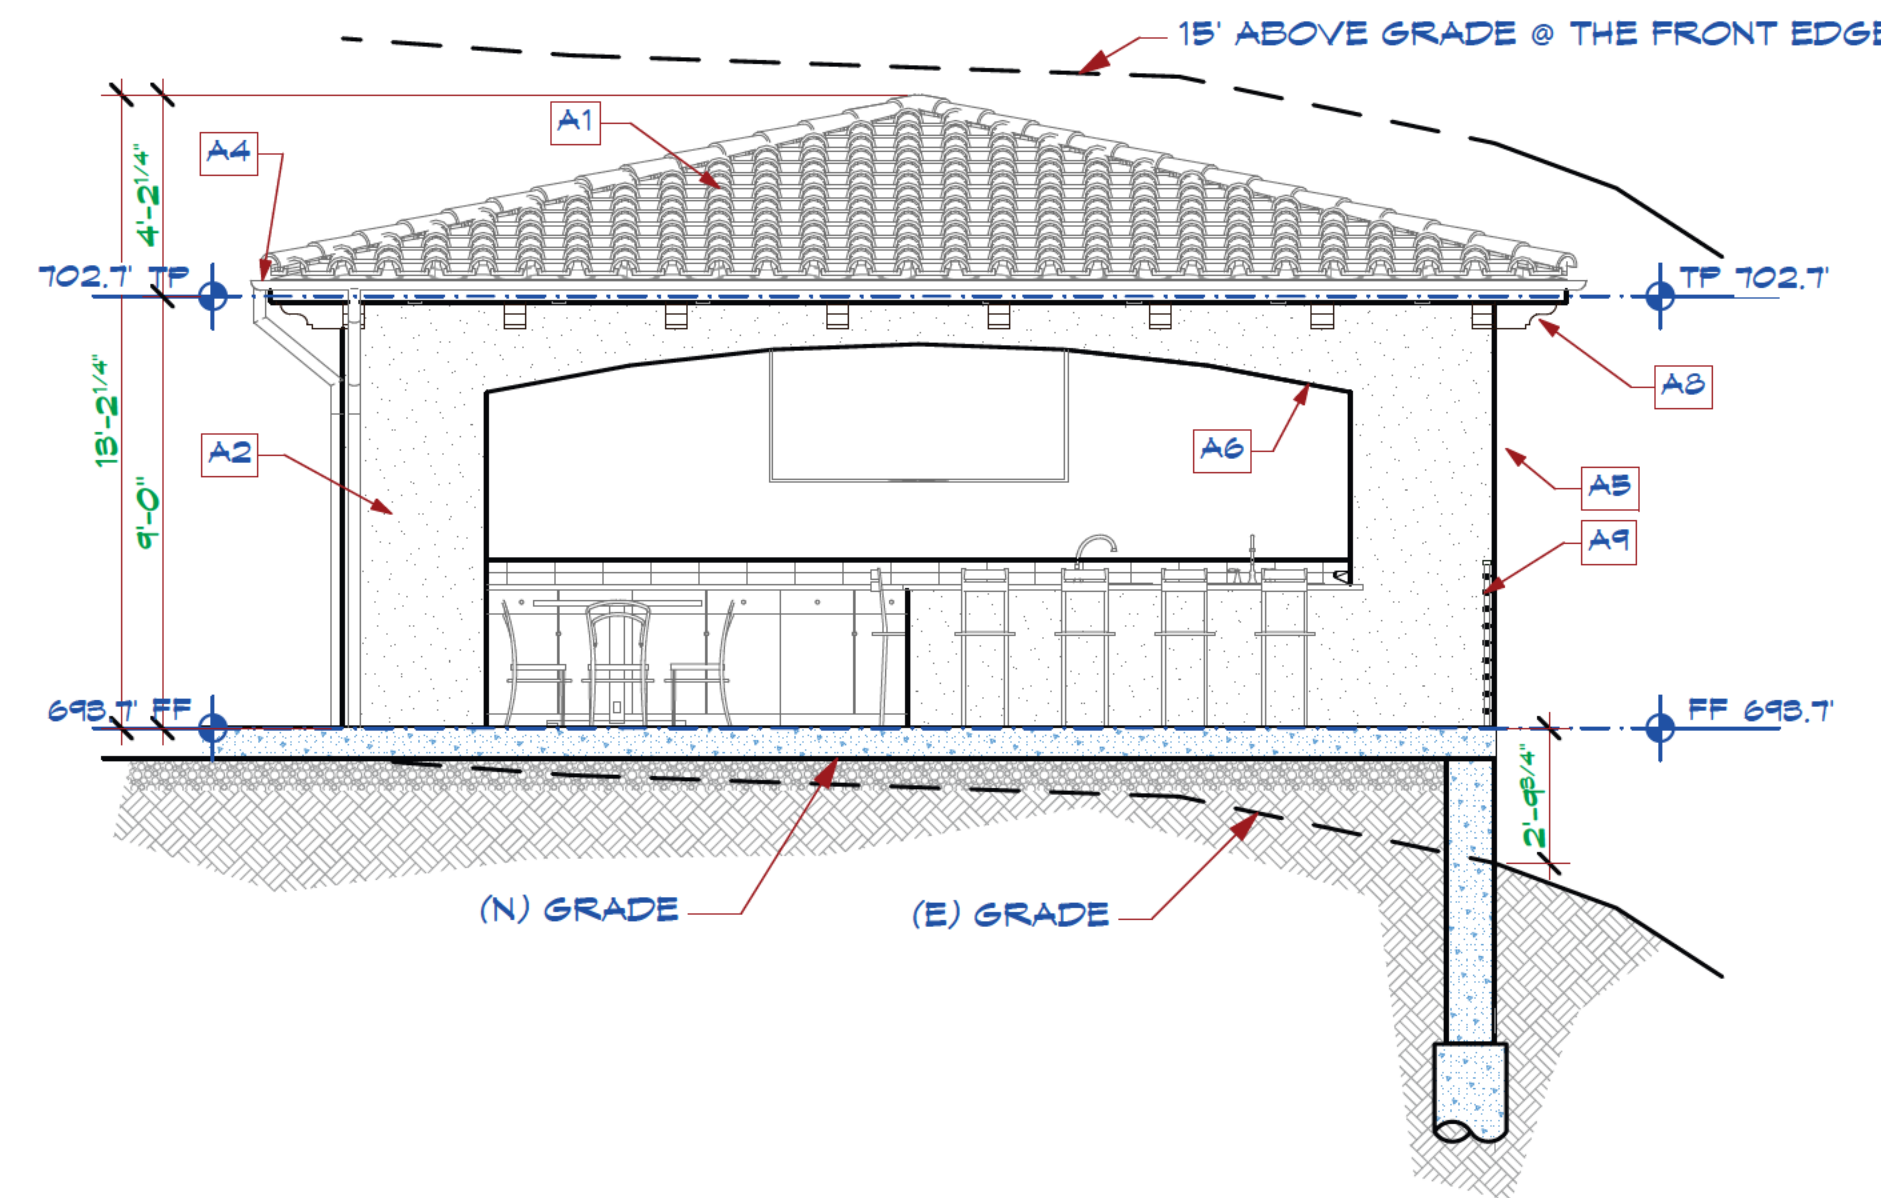 15' ABOVE GRADE @ THE FRONT EDGE
A1
A4
4'-2 1/4"
702.7' TP
TP 702.7'
A8
13'-2 1/4"
A2
A6
A5
9'-0"
A9
693.7' FF
FF 693.7'
2'-9 3/4"
(N) GRADE
(E) GRADE